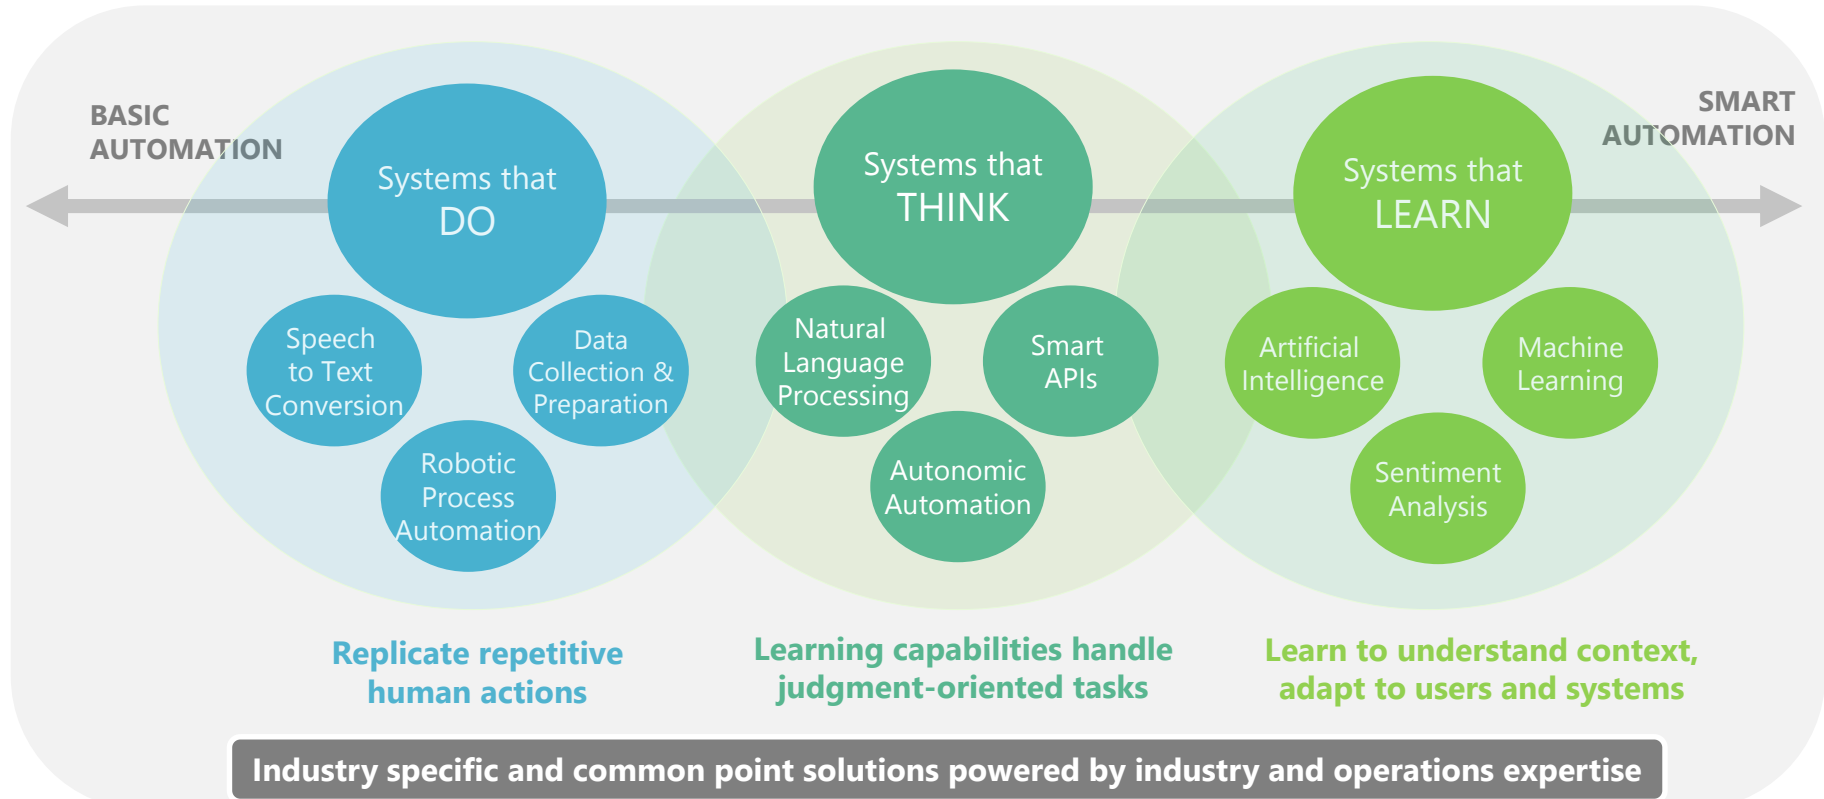 BASIC
AUTOMATION
SMART
AUTOMATION
Systems that
DO
Speech
to Text
Conversion
Data
Collection &
Preparation
Robotic
Process
Automation
Systems that
THINK
Natural
Language
Processing
Smart
APIs
Autonomic
Automation
Systems that
LEARN
Artificial
Intelligence
Machine
Learning
Sentiment
Analysis
Replicate repetitive
human actions
Learning capabilities handle
judgment-oriented tasks
Learn to understand context,
adapt to users and systems
Industry specific and common point solutions powered by industry and operations expertise